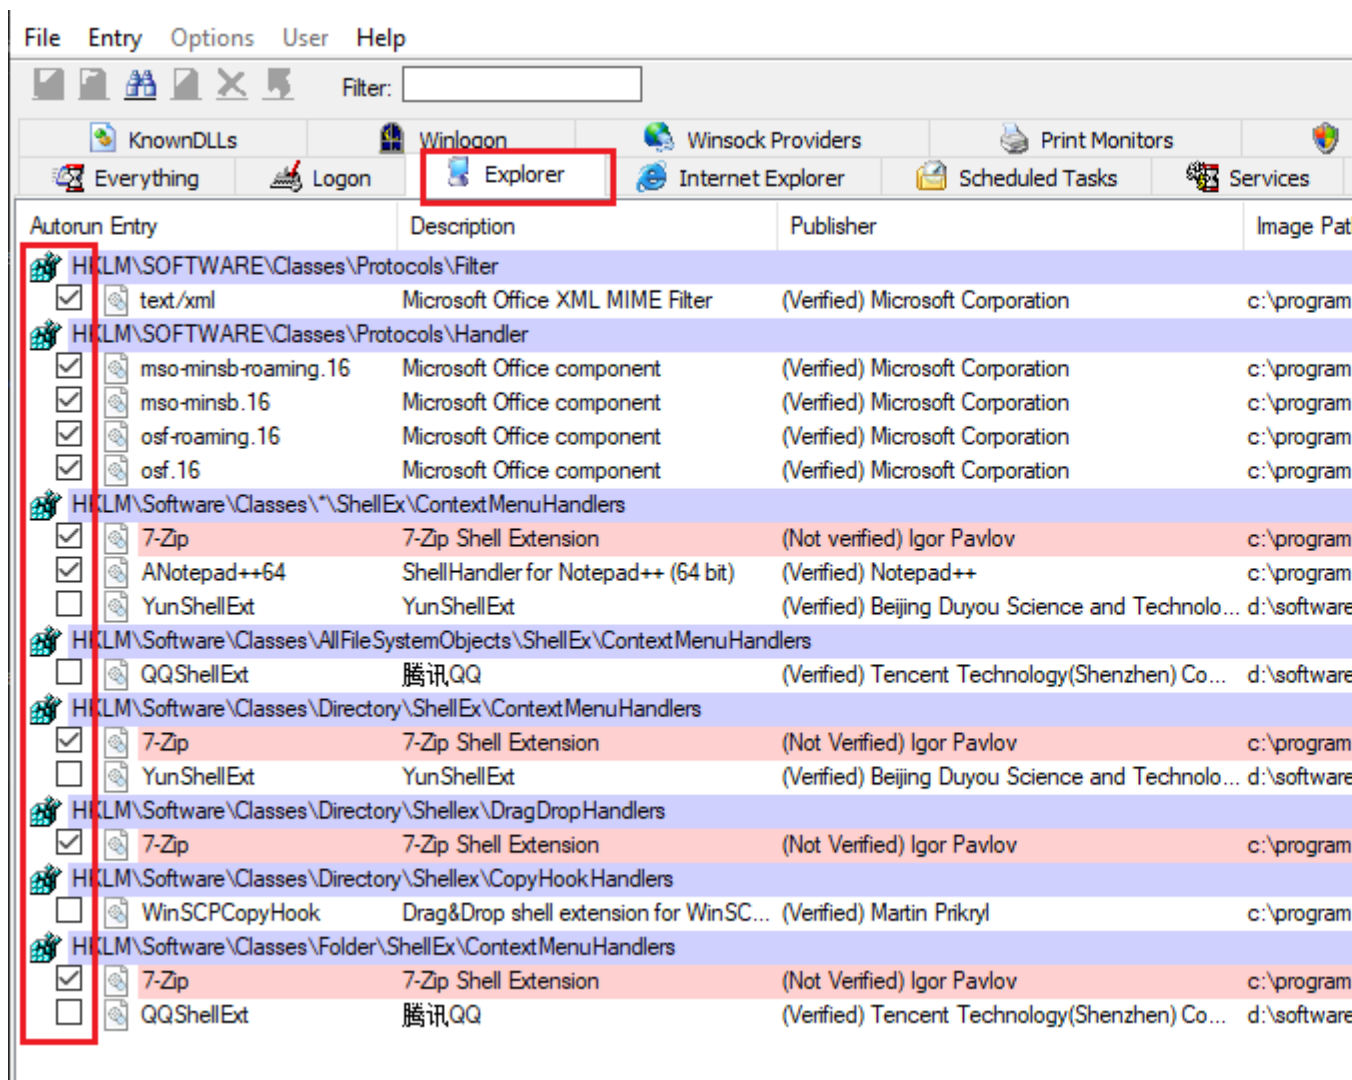 File Entry Options User Help
Filter:
KnownDLLs Winlogon Winsock Providers Print Monitors
Everything Logon Explorer Internet Explorer Scheduled Tasks Services
Autorun Entry Description Publisher Image Pat
HKLM\SOFTWARE\Classes\Protocols\Filter
text/xml Microsoft Office XML MIME Filter (Verified) Microsoft Corporation c:\program
HKLM\SOFTWARE\Classes\Protocols\Handler
mso-minsb-roaming.16 Microsoft Office component (Verified) Microsoft Corporation c:\program
mso-minsb.16 Microsoft Office component (Verified) Microsoft Corporation c:\program
osf-roaming.16 Microsoft Office component (Verified) Microsoft Corporation c:\program
osf.16 Microsoft Office component (Verified) Microsoft Corporation c:\program
HKLM\Software\Classes\*\ShellEx\ContextMenuHandlers
7-Zip 7-Zip Shell Extension (Not verified) Igor Pavlov c:\program
ANotepad++64 ShellHandler for Notepad++ (64 bit) (Verified) Notepad++ c:\program
YunShellExt YunShellExt (Verified) Beijing Duyou Science and Technolo... d:\software
HKLM\Software\Classes\AllFileSystemObjects\ShellEx\ContextMenuHandlers
QQShellExt 腾讯QQ (Verified) Tencent Technology(Shenzhen) Co... d:\software
HKLM\Software\Classes\Directory\ShellEx\ContextMenuHandlers
7-Zip 7-Zip Shell Extension (Not Verified) Igor Pavlov c:\program
YunShellExt YunShellExt (Verified) Beijing Duyou Science and Technolo... d:\software
HKLM\Software\Classes\Directory\Shellex\DragDropHandlers
7-Zip 7-Zip Shell Extension (Not Verified) Igor Pavlov c:\program
HKLM\Software\Classes\Directory\Shellex\CopyHookHandlers
WinSCPCopyHook Drag&Drop shell extension for WinSC... (Verified) Martin Prikryl c:\program
HKLM\Software\Classes\Folder\ShellEx\ContextMenuHandlers
7-Zip 7-Zip Shell Extension (Not Verified) Igor Pavlov c:\program
QQShellExt 腾讯QQ (Verified) Tencent Technology(Shenzhen) Co... d:\software